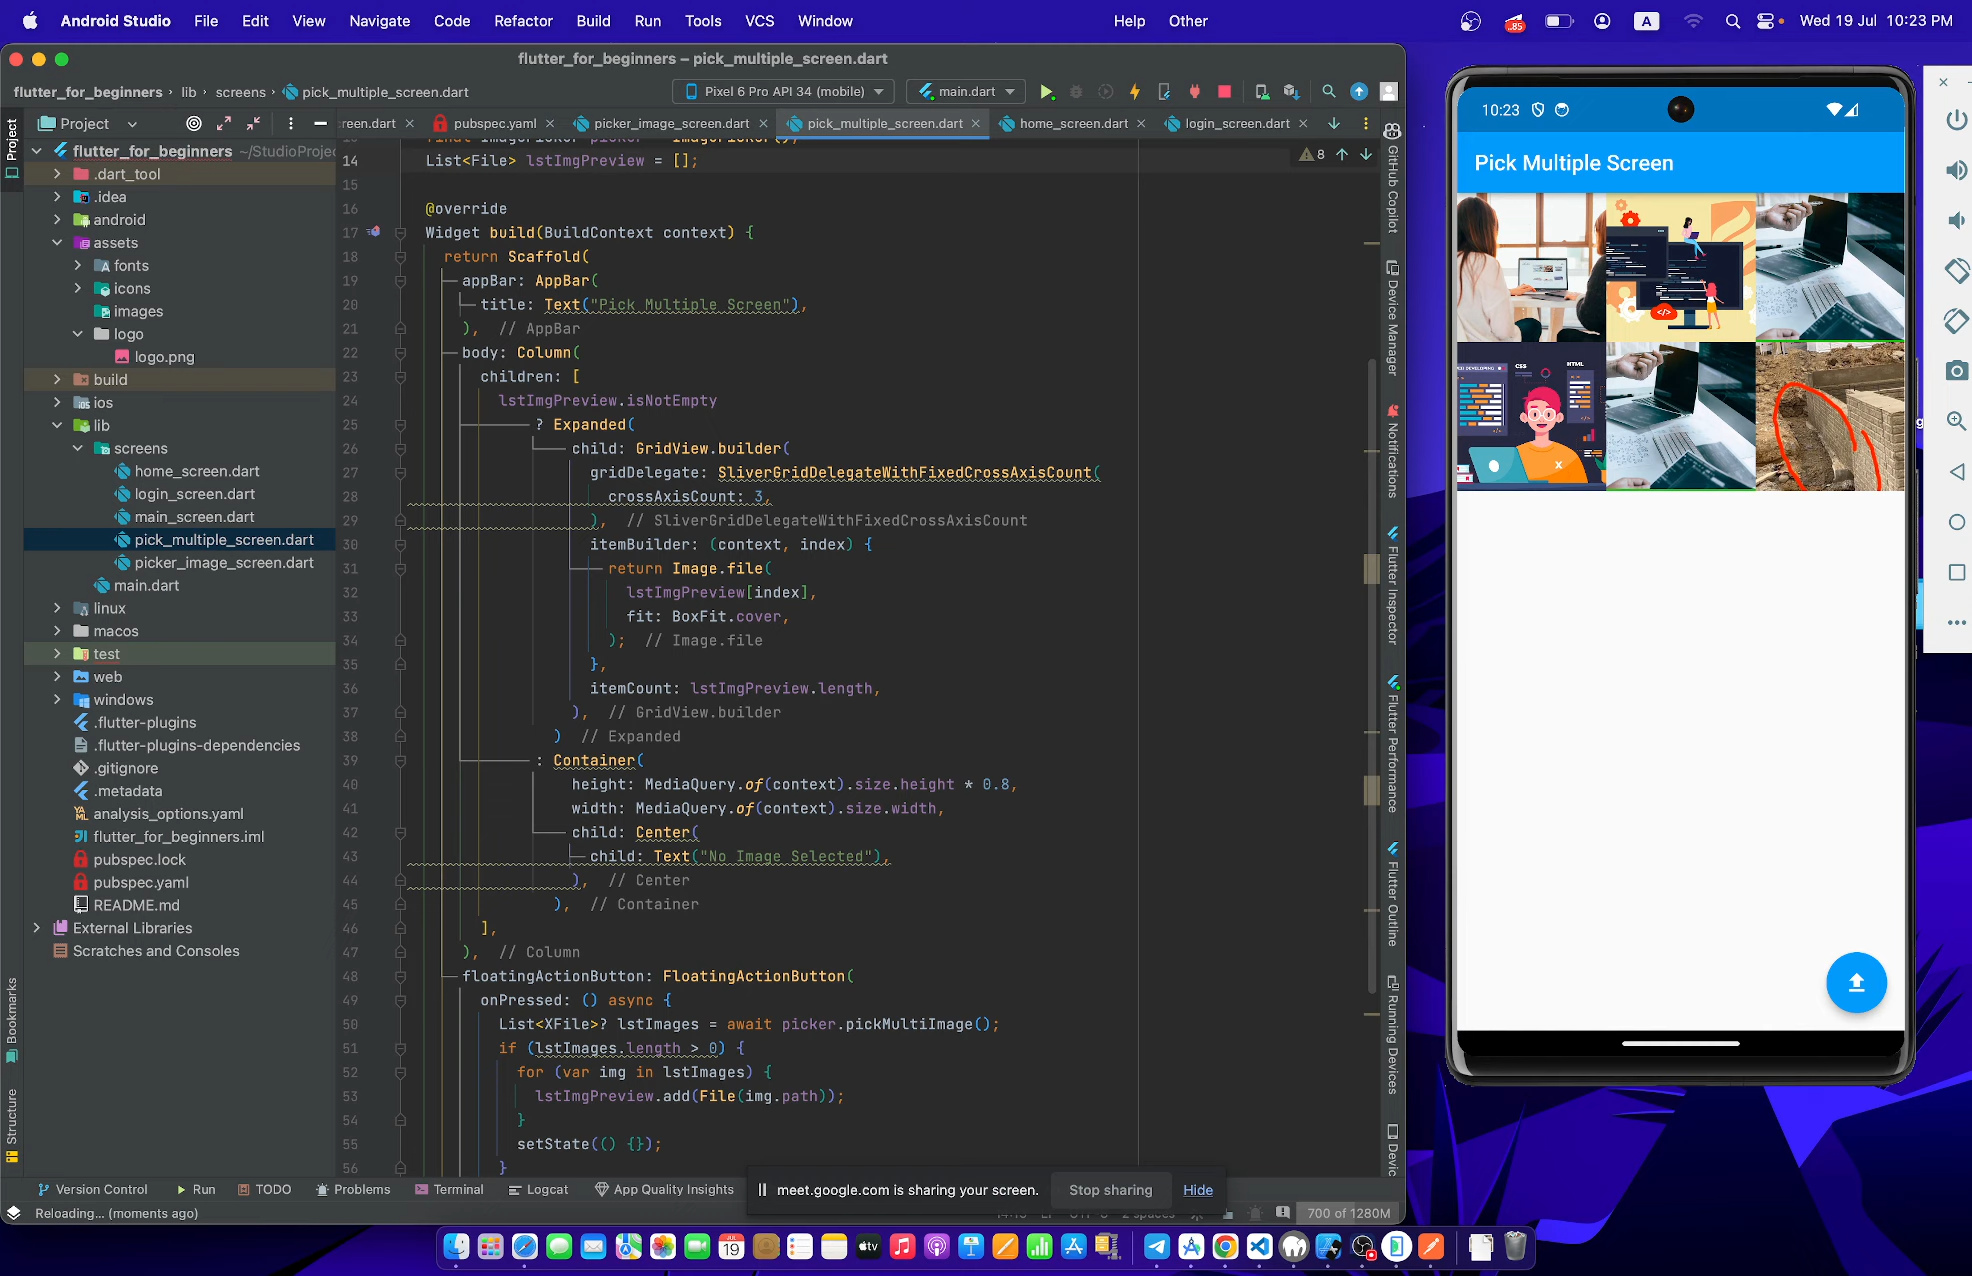 Android Studio File Edit View Navigate Code Refactor Build Run Tools VCS Window Help Other
85 A Wed 19 Jul 10:23 PM
flutter_for_beginners – pick_multiple_screen.dart
flutter_for_beginners › lib › screens › pick_multiple_screen.dart
Pixel 6 Pro API 34 (mobile) main.dart
Project
reen.dart × pubspec.yaml × picker_image_screen.dart × pick_multiple_screen.dart × home_screen.dart × login_screen.dart ×
Project
flutter_for_beginners ~/StudioProjec
.dart_tool
.idea
android
assets
fonts
icons
images
logo
logo.png
build
ios
lib
screens
home_screen.dart
login_screen.dart
main_screen.dart
pick_multiple_screen.dart
picker_image_screen.dart
main.dart
linux
macos
test
web
windows
.flutter-plugins
.flutter-plugins-dependencies
.gitignore
.metadata
analysis_options.yaml
flutter_for_beginners.iml
pubspec.lock
pubspec.yaml
README.md
External Libraries
Scratches and Consoles
Bookmarks
Structure
8
14 List<File> lstImgPreview = [];
15
16 @override
17 Widget build(BuildContext context) {
18 return Scaffold(
19 appBar: AppBar(
20 title: Text("Pick Multiple Screen"),
21 ), // AppBar
22 body: Column(
23 children: [
24 lstImgPreview.isNotEmpty
25 ? Expanded(
26 child: GridView.builder(
27 gridDelegate: SliverGridDelegateWithFixedCrossAxisCount(
28 crossAxisCount: 3,
29 ), // SliverGridDelegateWithFixedCrossAxisCount
30 itemBuilder: (context, index) {
31 return Image.file(
32 lstImgPreview[index],
33 fit: BoxFit.cover,
34 ); // Image.file
35 },
36 itemCount: lstImgPreview.length,
37 ), // GridView.builder
38 ) // Expanded
39 : Container(
40 height: MediaQuery.of(context).size.height * 0.8,
41 width: MediaQuery.of(context).size.width,
42 child: Center(
43 child: Text("No Image Selected"),
44 ), // Center
45 ), // Container
46 ],
47 ), // Column
48 floatingActionButton: FloatingActionButton(
49 onPressed: () async {
50 List<XFile>? lstImages = await picker.pickMultiImage();
51 if (lstImages.length > 0) {
52 for (var img in lstImages) {
53 lstImgPreview.add(File(img.path));
54 }
55 setState(() {});
56 }
GitHub Copilot
Device Manager
Notifications
Flutter Inspector
Flutter Performance
Flutter Outline
Running Devices
Devic
Version Control Run TODO Problems Terminal Logcat App Quality Insights
meet.google.com is sharing your screen. Stop sharing Hide
Reloading... (moments ago)
700 of 1280M
10:23
Pick Multiple Screen
CSS
HTML
</>
JUL
19
tv